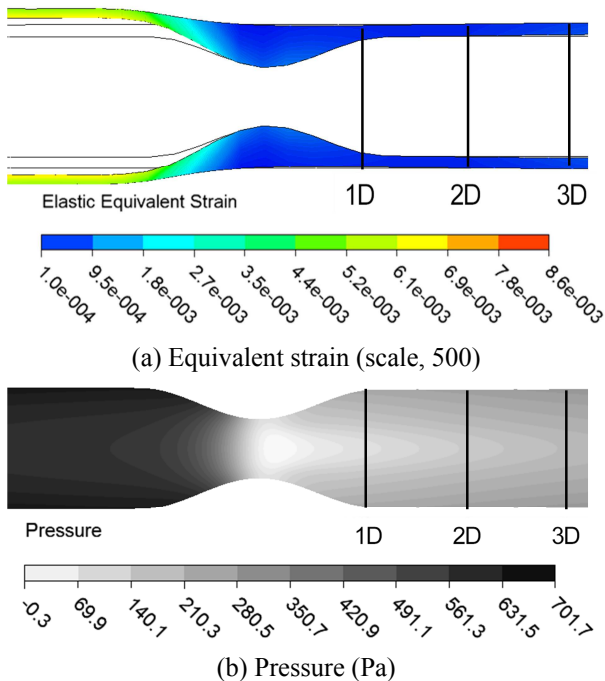 1D 2D 3D
Elastic Equivalent Strain
1.0e-004 9.5e-004 1.8e-003 2.7e-003 3.5e-003 4.4e-003 5.2e-003 6.1e-003 6.9e-003 7.8e-003 8.6e-003
(a) Equivalent strain (scale, 500)
1D 2D 3D
Pressure
-0.3 69.9 140.1 210.3 280.5 350.7 420.9 491.1 561.3 631.5 701.7
(b) Pressure (Pa)